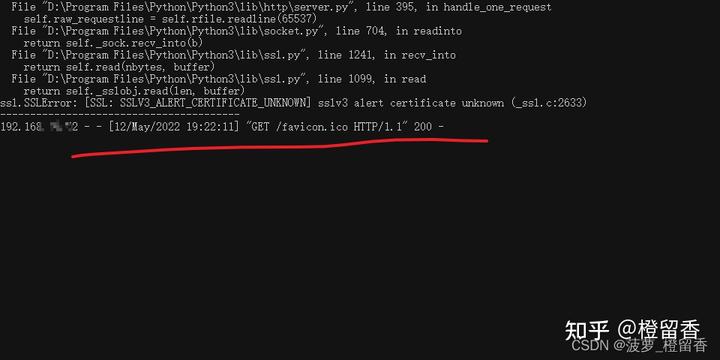 File "D:\Program Files\Python\Python3\lib\http\server.py", line 395, in handle_one_request
self.raw_requestline = self.rfile.readline(65537)
File "D:\Program Files\Python\Python3\lib\socket.py", line 704, in readinto
return self._sock.recv_into(b)
File "D:\Program Files\Python\Python3\lib\ssl.py", line 1241, in recv_into
return self.read(nbytes, buffer)
File "D:\Program Files\Python\Python3\lib\ssl.py", line 1099, in read
return self._sslobj.read(len, buffer)
ssl.SSLError: [SSL: SSLV3_ALERT_CERTIFICATE_UNKNOWN] sslv3 alert certificate unknown (_ssl.c:2633)
----------------------------------------
192.168. 2 - - [12/May/2022 19:22:11] "GET /favicon.ico HTTP/1.1" 200 -
知乎 @橙留香
CSDN @菠萝_橙留香